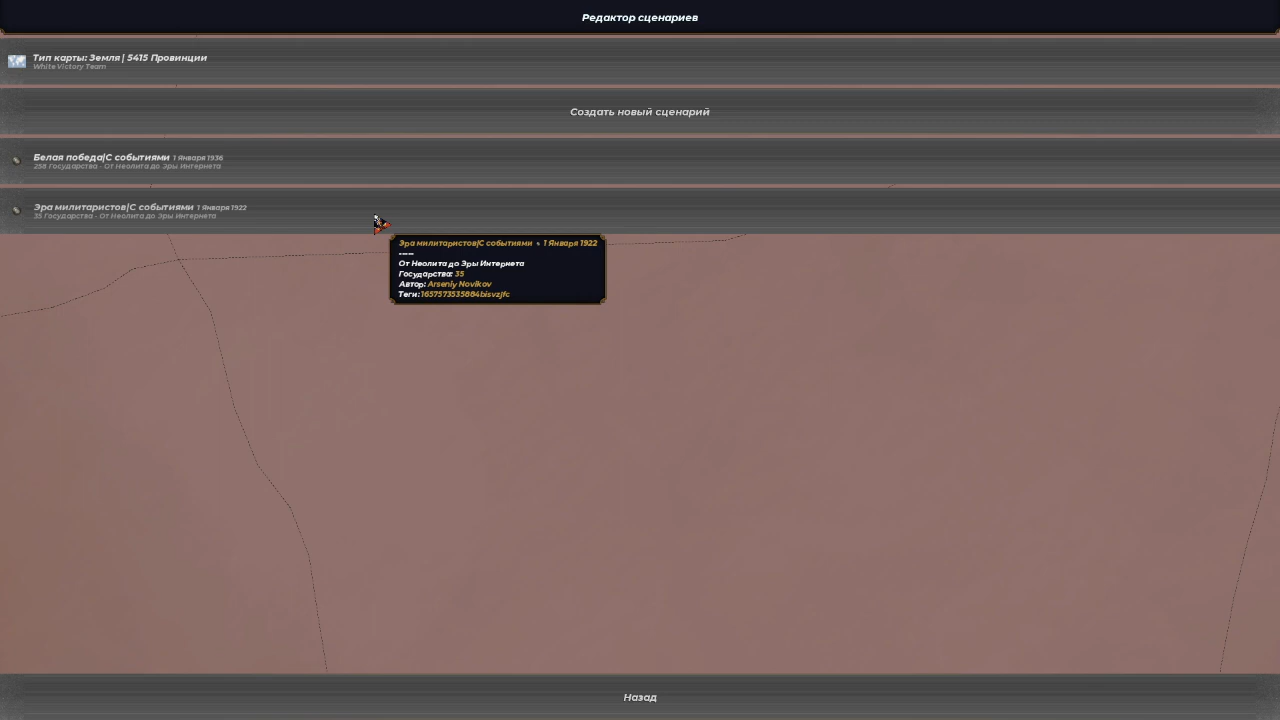 Редактор сценариев
Тип карты: Земля | 5415 Провинции
White Victory Team
Создать новый сценарий
Белая победа|С событиями 1 Января 1936
258 Государства - От Неолита до Эры Интернета
Эра милитаристов|С событиями 1 Января 1922
35 Государства - От Неолита до Эры Интернета
Эра милитаристов|С событиями - 1 Января 1922
----
От Неолита до Эры Интернета
Государства: 35
Автор: Arseniy Novikov
Теги: 1657573535884bisvzjfc
Назад